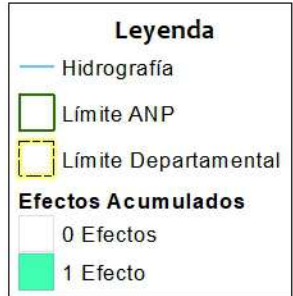 Leyenda
Hidrografía
Límite ANP
Límite Departamental
Efectos Acumulados
0 Efectos
1 Efecto